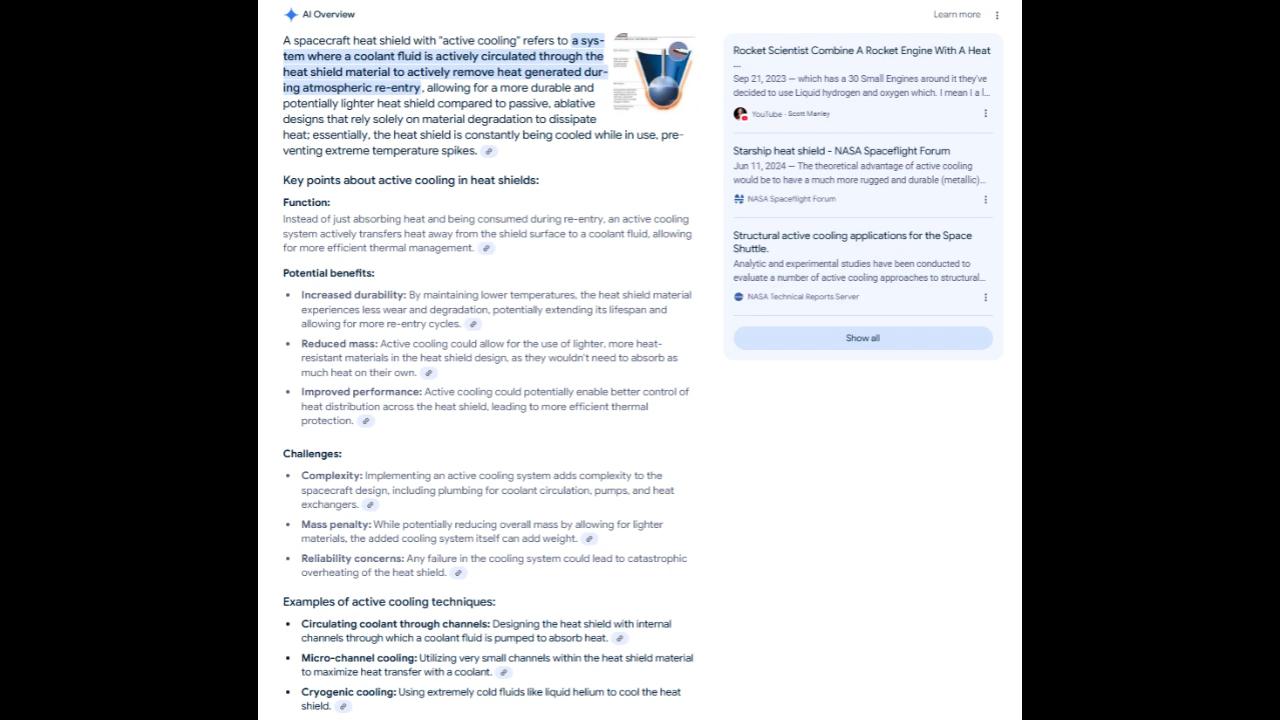 AI Overview
Learn more
A spacecraft heat shield with "active cooling" refers to a sys-
tem where a coolant fluid is actively circulated through the
heat shield material to actively remove heat generated dur-
ing atmospheric re-entry, allowing for a more durable and
potentially lighter heat shield compared to passive, ablative
designs that rely solely on material degradation to dissipate
heat; essentially, the heat shield is constantly being cooled while in use, pre-
venting extreme temperature spikes.
Key points about active cooling in heat shields:
Function:
Instead of just absorbing heat and being consumed during re-entry, an active cooling
system actively transfers heat away from the shield surface to a coolant fluid, allowing
for more efficient thermal management.
Potential benefits:
• Increased durability: By maintaining lower temperatures, the heat shield material
experiences less wear and degradation, potentially extending its lifespan and
allowing for more re-entry cycles.
• Reduced mass: Active cooling could allow for the use of lighter, more heat-
resistant materials in the heat shield design, as they wouldn't need to absorb as
much heat on their own.
• Improved performance: Active cooling could potentially enable better control of
heat distribution across the heat shield, leading to more efficient thermal
protection.
Challenges:
• Complexity: Implementing an active cooling system adds complexity to the
spacecraft design, including plumbing for coolant circulation, pumps, and heat
exchangers.
• Mass penalty: While potentially reducing overall mass by allowing for lighter
materials, the added cooling system itself can add weight.
• Reliability concerns: Any failure in the cooling system could lead to catastrophic
overheating of the heat shield.
Examples of active cooling techniques:
• Circulating coolant through channels: Designing the heat shield with internal
channels through which a coolant fluid is pumped to absorb heat.
• Micro-channel cooling: Utilizing very small channels within the heat shield material
to maximize heat transfer with a coolant.
• Cryogenic cooling: Using extremely cold fluids like liquid helium to cool the heat
shield.
Rocket Scientist Combine A Rocket Engine With A Heat
...
Sep 21, 2023 — which has a 30 Small Engines around it they've
decided to use Liquid hydrogen and oxygen which. I mean I a l...
YouTube · Scott Manley
Starship heat shield - NASA Spaceflight Forum
Jun 11, 2024 — The theoretical advantage of active cooling
would be to have a much more rugged and durable (metallic)...
NASA Spaceflight Forum
Structural active cooling applications for the Space
Shuttle.
Analytic and experimental studies have been conducted to
evaluate a number of active cooling approaches to structural...
NASA Technical Reports Server
Show all